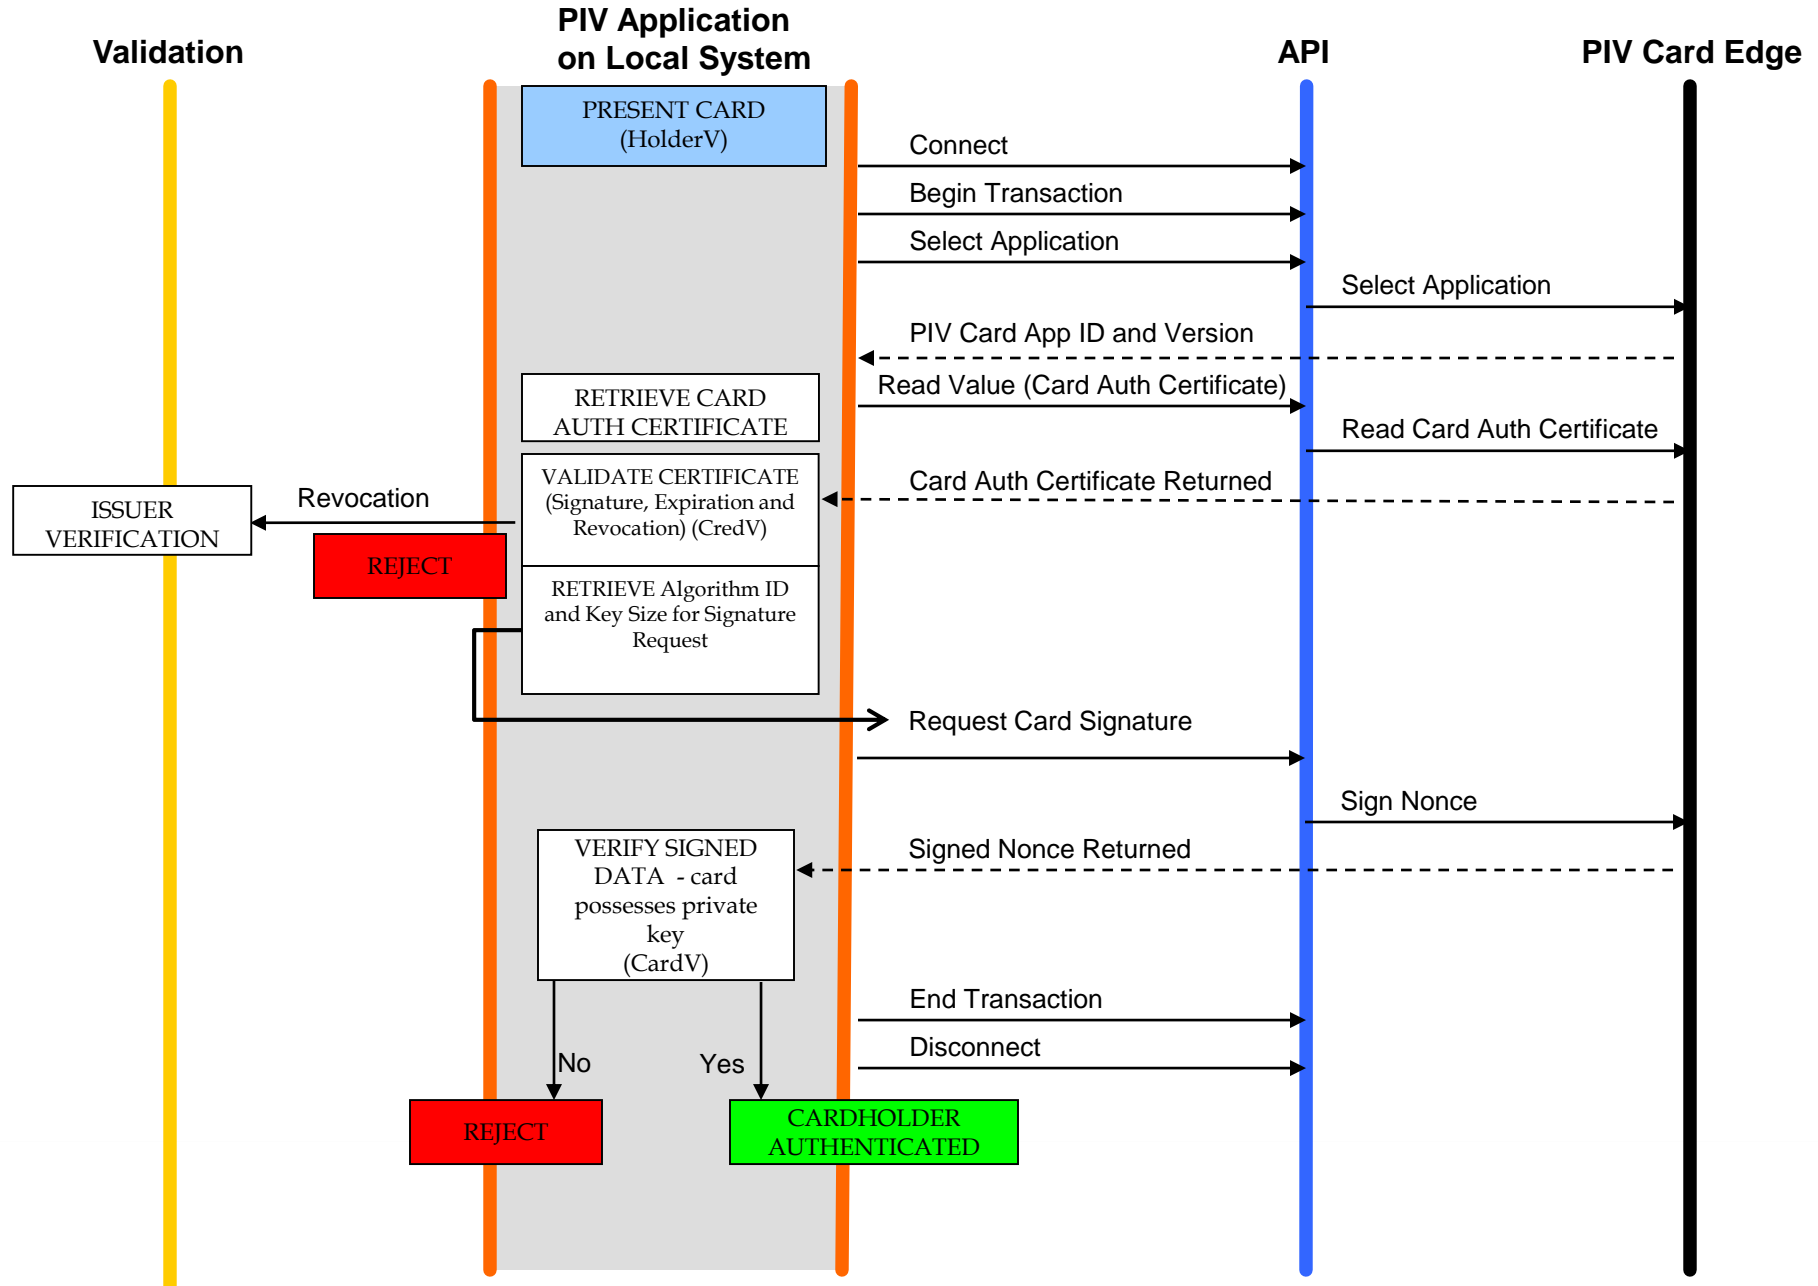 Validation
PIV Application
on Local System
API
PIV Card Edge
PRESENT CARD
(HolderV)
Connect
Begin Transaction
Select Application
Select Application
PIV Card App ID and Version
RETRIEVE CARD
AUTH CERTIFICATE
Read Value (Card Auth Certificate)
Read Card Auth Certificate
VALIDATE CERTIFICATE
(Signature, Expiration and
Revocation) (CredV)
Card Auth Certificate Returned
Revocation
ISSUER
VERIFICATION
REJECT
RETRIEVE Algorithm ID
and Key Size for Signature
Request
Request Card Signature
Sign Nonce
VERIFY SIGNED
DATA - card
possesses private
key
(CardV)
Signed Nonce Returned
End Transaction
Disconnect
No
Yes
REJECT
CARDHOLDER
AUTHENTICATED